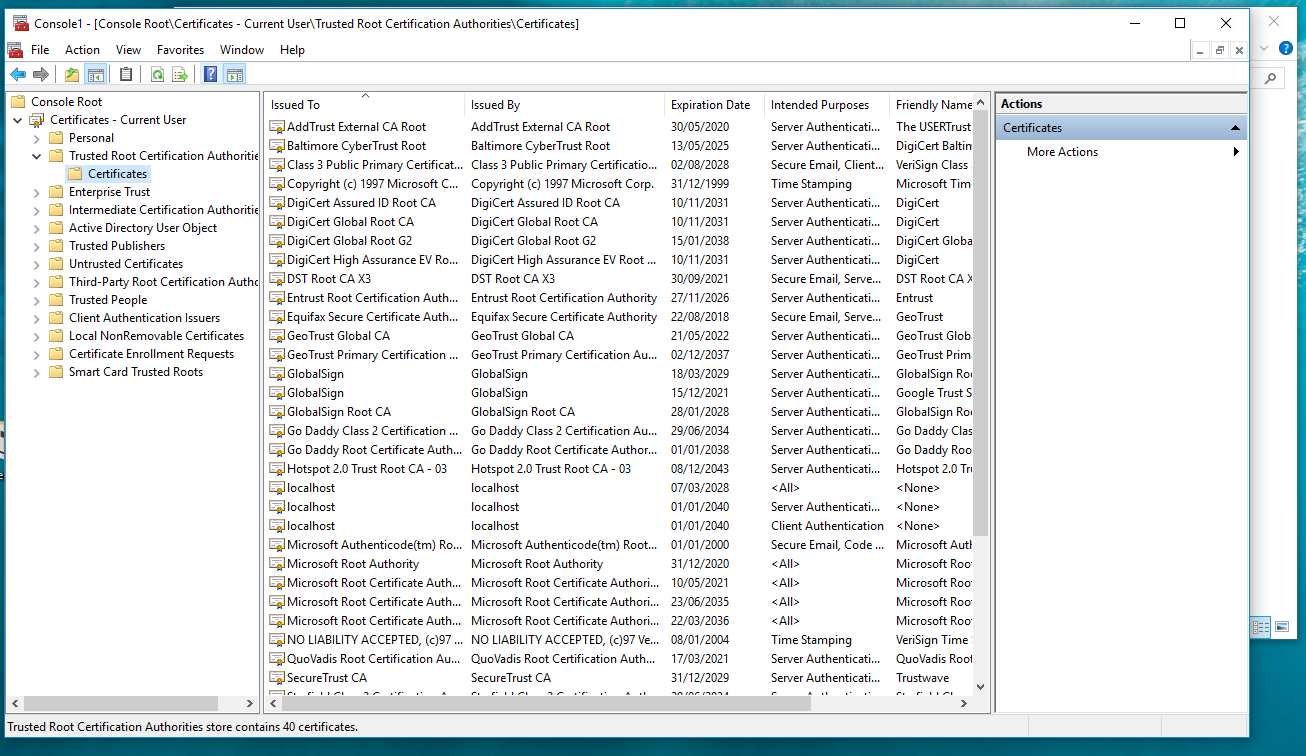 Console1 - [Console Root\Certificates - Current User\Trusted Root Certification Authorities\Certificates]
File Action View Favorites Window Help
Console Root
Certificates - Current User
Personal
Trusted Root Certification Authoritie
Certificates
Enterprise Trust
Intermediate Certification Authoritie
Active Directory User Object
Trusted Publishers
Untrusted Certificates
Third-Party Root Certification Autho
Trusted People
Client Authentication Issuers
Local NonRemovable Certificates
Certificate Enrollment Requests
Smart Card Trusted Roots
Issued To Issued By Expiration Date Intended Purposes Friendly Name
AddTrust External CA Root AddTrust External CA Root 30/05/2020 Server Authenticati... The USERTrust
Baltimore CyberTrust Root Baltimore CyberTrust Root 13/05/2025 Server Authenticati... DigiCert Baltim
Class 3 Public Primary Certificat... Class 3 Public Primary Certificatio... 02/08/2028 Secure Email, Client... VeriSign Class
Copyright (c) 1997 Microsoft C... Copyright (c) 1997 Microsoft Corp. 31/12/1999 Time Stamping Microsoft Tim
DigiCert Assured ID Root CA DigiCert Assured ID Root CA 10/11/2031 Server Authenticati... DigiCert
DigiCert Global Root CA DigiCert Global Root CA 10/11/2031 Server Authenticati... DigiCert
DigiCert Global Root G2 DigiCert Global Root G2 15/01/2038 Server Authenticati... DigiCert Globa
DigiCert High Assurance EV Ro... DigiCert High Assurance EV Root ... 10/11/2031 Server Authenticati... DigiCert
DST Root CA X3 DST Root CA X3 30/09/2021 Secure Email, Serve... DST Root CA X
Entrust Root Certification Auth... Entrust Root Certification Authority 27/11/2026 Server Authenticati... Entrust
Equifax Secure Certificate Auth... Equifax Secure Certificate Authority 22/08/2018 Secure Email, Serve... GeoTrust
GeoTrust Global CA GeoTrust Global CA 21/05/2022 Server Authenticati... GeoTrust Glob
GeoTrust Primary Certification ... GeoTrust Primary Certification Au... 02/12/2037 Server Authenticati... GeoTrust Prim
GlobalSign GlobalSign 18/03/2029 Server Authenticati... GlobalSign Roo
GlobalSign GlobalSign 15/12/2021 Server Authenticati... Google Trust S
GlobalSign Root CA GlobalSign Root CA 28/01/2028 Server Authenticati... GlobalSign Roo
Go Daddy Class 2 Certification ... Go Daddy Class 2 Certification Au... 29/06/2034 Server Authenticati... Go Daddy Clas
Go Daddy Root Certificate Auth... Go Daddy Root Certificate Author... 01/01/2038 Server Authenticati... Go Daddy Roo
Hotspot 2.0 Trust Root CA - 03 Hotspot 2.0 Trust Root CA - 03 08/12/2043 Server Authenticati... Hotspot 2.0 Tr
localhost localhost 07/03/2028 <All> <None>
localhost localhost 01/01/2040 Server Authenticati... <None>
localhost localhost 01/01/2040 Client Authentication <None>
Microsoft Authenticode(tm) Ro... Microsoft Authenticode(tm) Root... 01/01/2000 Secure Email, Code ... Microsoft Auth
Microsoft Root Authority Microsoft Root Authority 31/12/2020 <All> Microsoft Roo
Microsoft Root Certificate Auth... Microsoft Root Certificate Authori... 10/05/2021 <All> Microsoft Roo
Microsoft Root Certificate Auth... Microsoft Root Certificate Authori... 23/06/2035 <All> Microsoft Roo
Microsoft Root Certificate Auth... Microsoft Root Certificate Authori... 22/03/2036 <All> Microsoft Roo
NO LIABILITY ACCEPTED, (c)97 ... NO LIABILITY ACCEPTED, (c)97 Ve... 08/01/2004 Time Stamping VeriSign Time
QuoVadis Root Certification Au... QuoVadis Root Certification Auth... 17/03/2021 Server Authenticati... QuoVadis Root
SecureTrust CA SecureTrust CA 31/12/2029 Server Authenticati... Trustwave
Actions
Certificates
More Actions
Trusted Root Certification Authorities store contains 40 certificates.